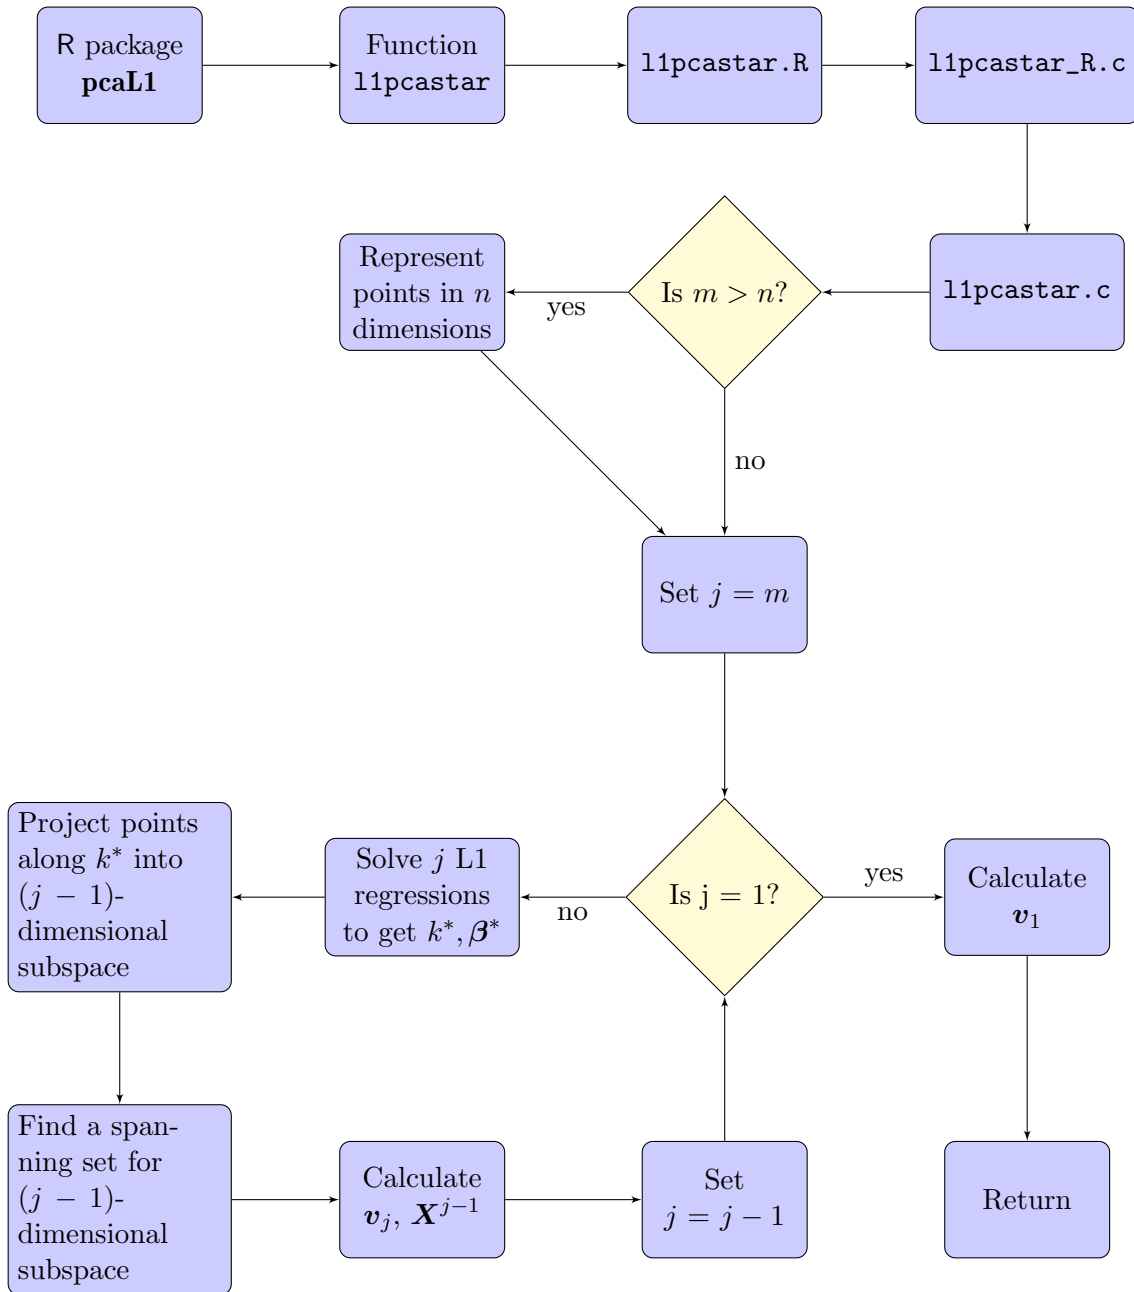 R package
pcaL1
Function
l1pcastar
l1pcastar.R
l1pcastar_R.c
Represent
points in n
dimensions
yes
Is m > n?
l1pcastar.c
no
Set j = m
Project points
along k* into
(j − 1)-
dimensional
subspace
Solve j L1
regressions
to get k*, β*
no
Is j = 1?
yes
Calculate
v₁
Find a span-
ning set for
(j − 1)-
dimensional
subspace
Calculate
vⱼ, Xʲ⁻¹
Set
j = j − 1
Return